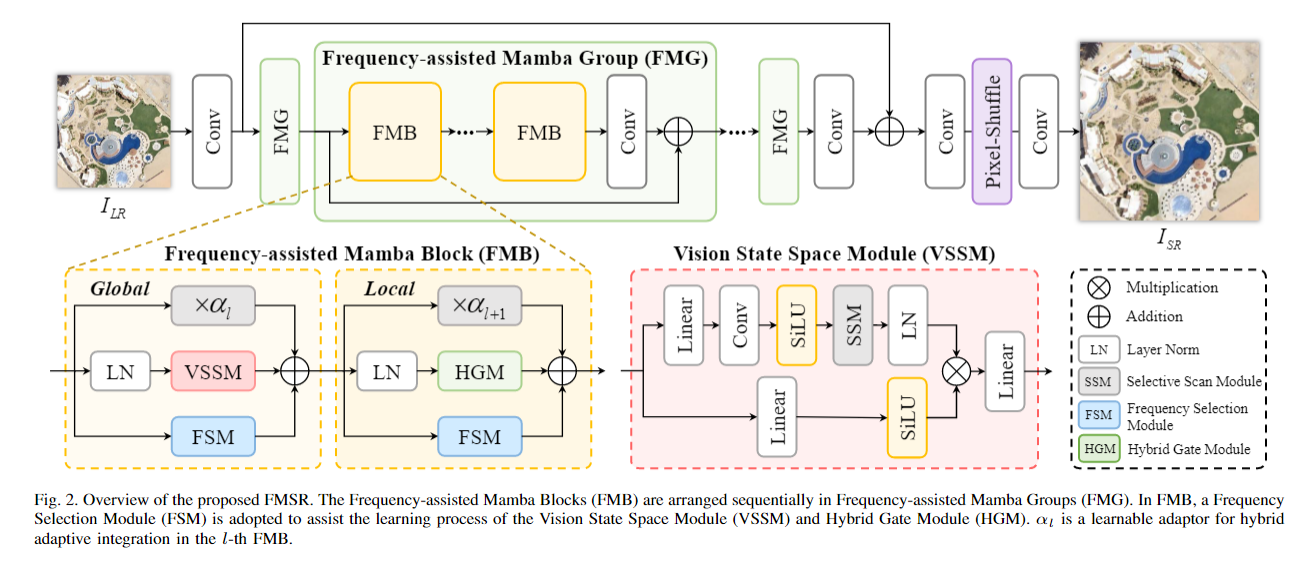 Frequency-assisted Mamba Group (FMG)
Conv
FMG
FMB
FMB
Conv
FMG
Conv
Conv
Pixel-Shuffle
Conv
I_LR
I_SR
Frequency-assisted Mamba Block (FMB)
Global
×α_l
LN
VSSM
FSM
Local
×α_{l+1}
LN
HGM
FSM
Vision State Space Module (VSSM)
Linear
Conv
SiLU
SSM
LN
Linear
SiLU
Linear
Multiplication
Addition
LN Layer Norm
SSM Selective Scan Module
FSM Frequency Selection
Module
HGM Hybrid Gate Module
Fig. 2. Overview of the proposed FMSR. The Frequency-assisted Mamba Blocks (FMB) are arranged sequentially in Frequency-assisted Mamba Groups (FMG). In FMB, a Frequency
Selection Module (FSM) is adopted to assist the learning process of the Vision State Space Module (VSSM) and Hybrid Gate Module (HGM). α_l is a learnable adaptor for hybrid
adaptive integration in the l-th FMB.